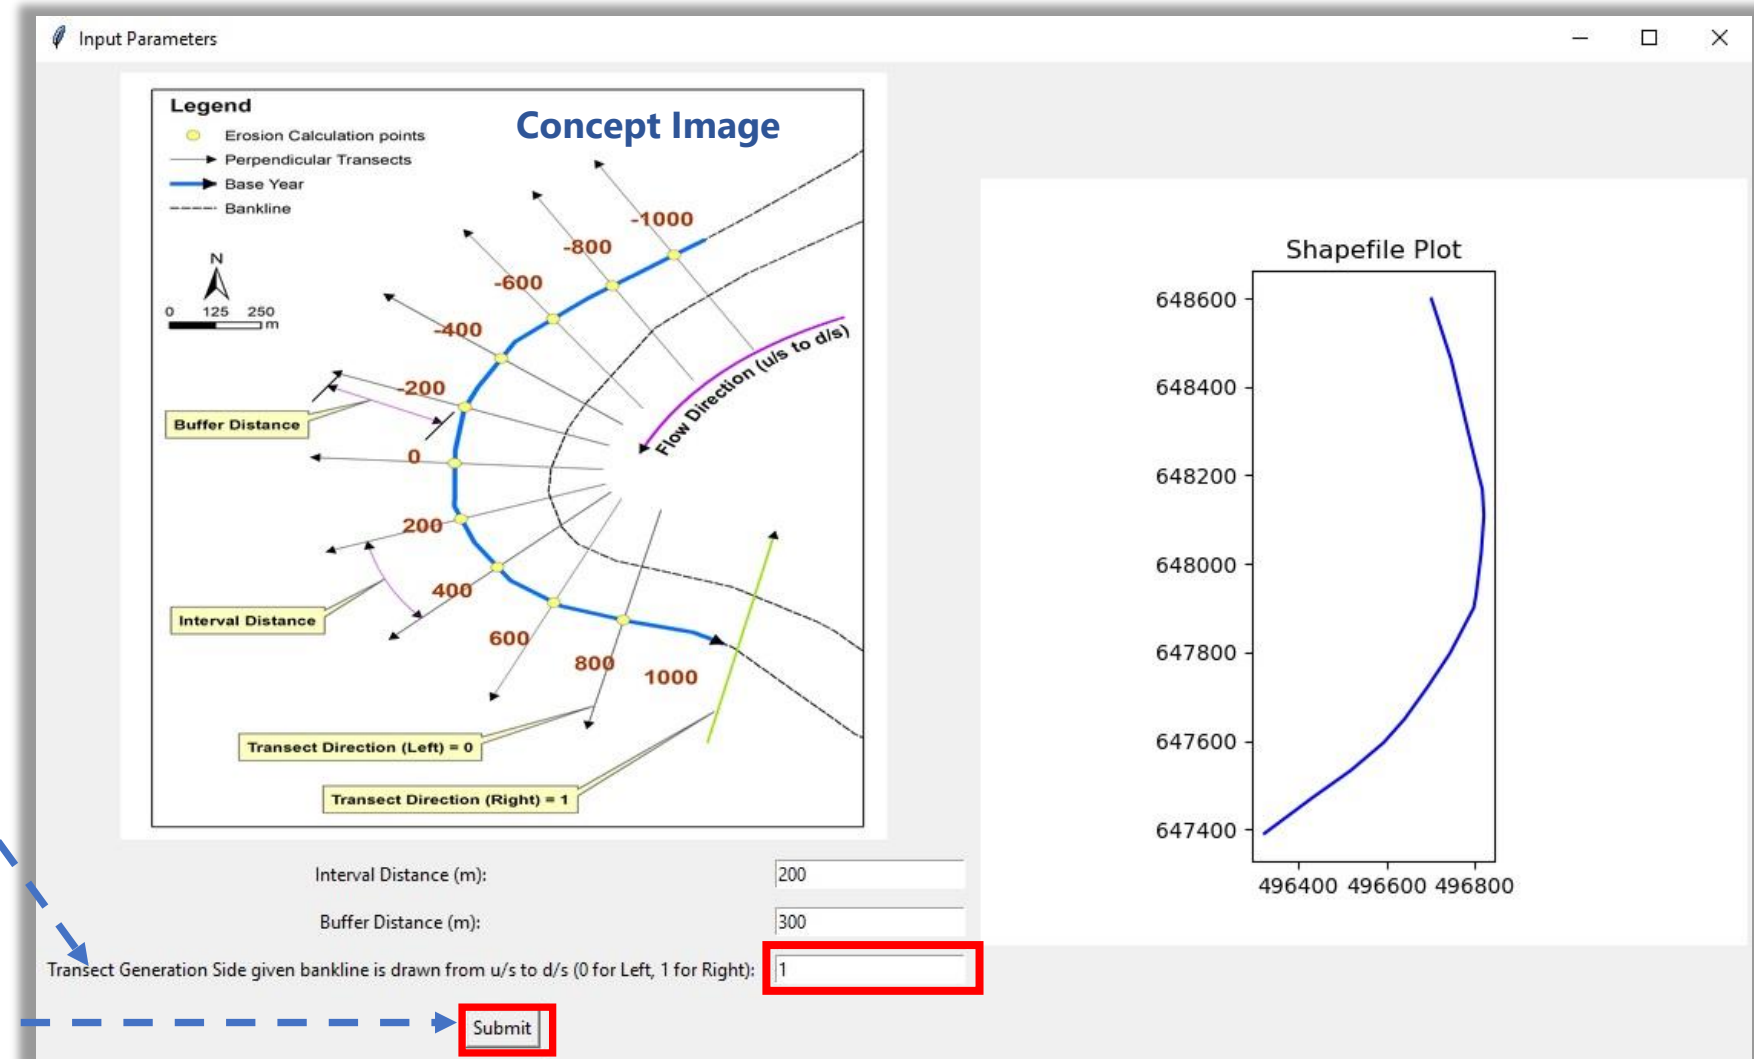 Input Parameters
Legend
Erosion Calculation points
Perpendicular Transects
Base Year
Bankline
Concept Image
N
0 125 250
m
-1000
-800
-600
-400
-200
0
200
400
600
800
1000
Flow Direction (u/s to d/s)
Buffer Distance
Interval Distance
Transect Direction (Left) = 0
Transect Direction (Right) = 1
Shapefile Plot
648600
648400
648200
648000
647800
647600
647400
496400 496600 496800
Interval Distance (m):
200
Buffer Distance (m):
300
Transect Generation Side given bankline is drawn from u/s to d/s (0 for Left, 1 for Right):
1
Submit